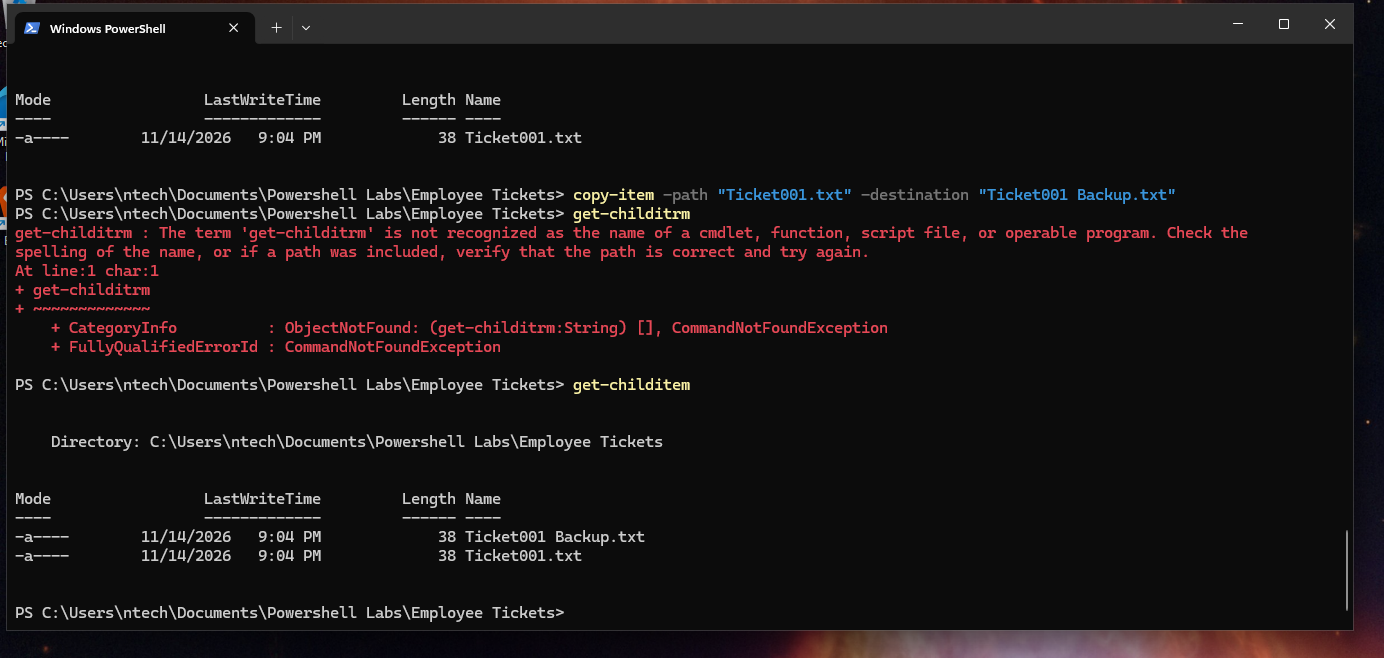 Windows PowerShell
Mode                 LastWriteTime         Length Name
----                 -------------         ------ ----
-a----        11/14/2026   9:04 PM             38 Ticket001.txt
PS C:\Users\ntech\Documents\Powershell Labs\Employee Tickets> copy-item -path "Ticket001.txt" -destination "Ticket001 Backup.txt"
PS C:\Users\ntech\Documents\Powershell Labs\Employee Tickets> get-childitrm
get-childitrm : The term 'get-childitrm' is not recognized as the name of a cmdlet, function, script file, or operable program. Check the
spelling of the name, or if a path was included, verify that the path is correct and try again.
At line:1 char:1
+ get-childitrm
+ ~~~~~~~~~~~~~
    + CategoryInfo          : ObjectNotFound: (get-childitrm:String) [], CommandNotFoundException
    + FullyQualifiedErrorId : CommandNotFoundException
PS C:\Users\ntech\Documents\Powershell Labs\Employee Tickets> get-childitem
    Directory: C:\Users\ntech\Documents\Powershell Labs\Employee Tickets
Mode                 LastWriteTime         Length Name
----                 -------------         ------ ----
-a----        11/14/2026   9:04 PM             38 Ticket001 Backup.txt
-a----        11/14/2026   9:04 PM             38 Ticket001.txt
PS C:\Users\ntech\Documents\Powershell Labs\Employee Tickets>